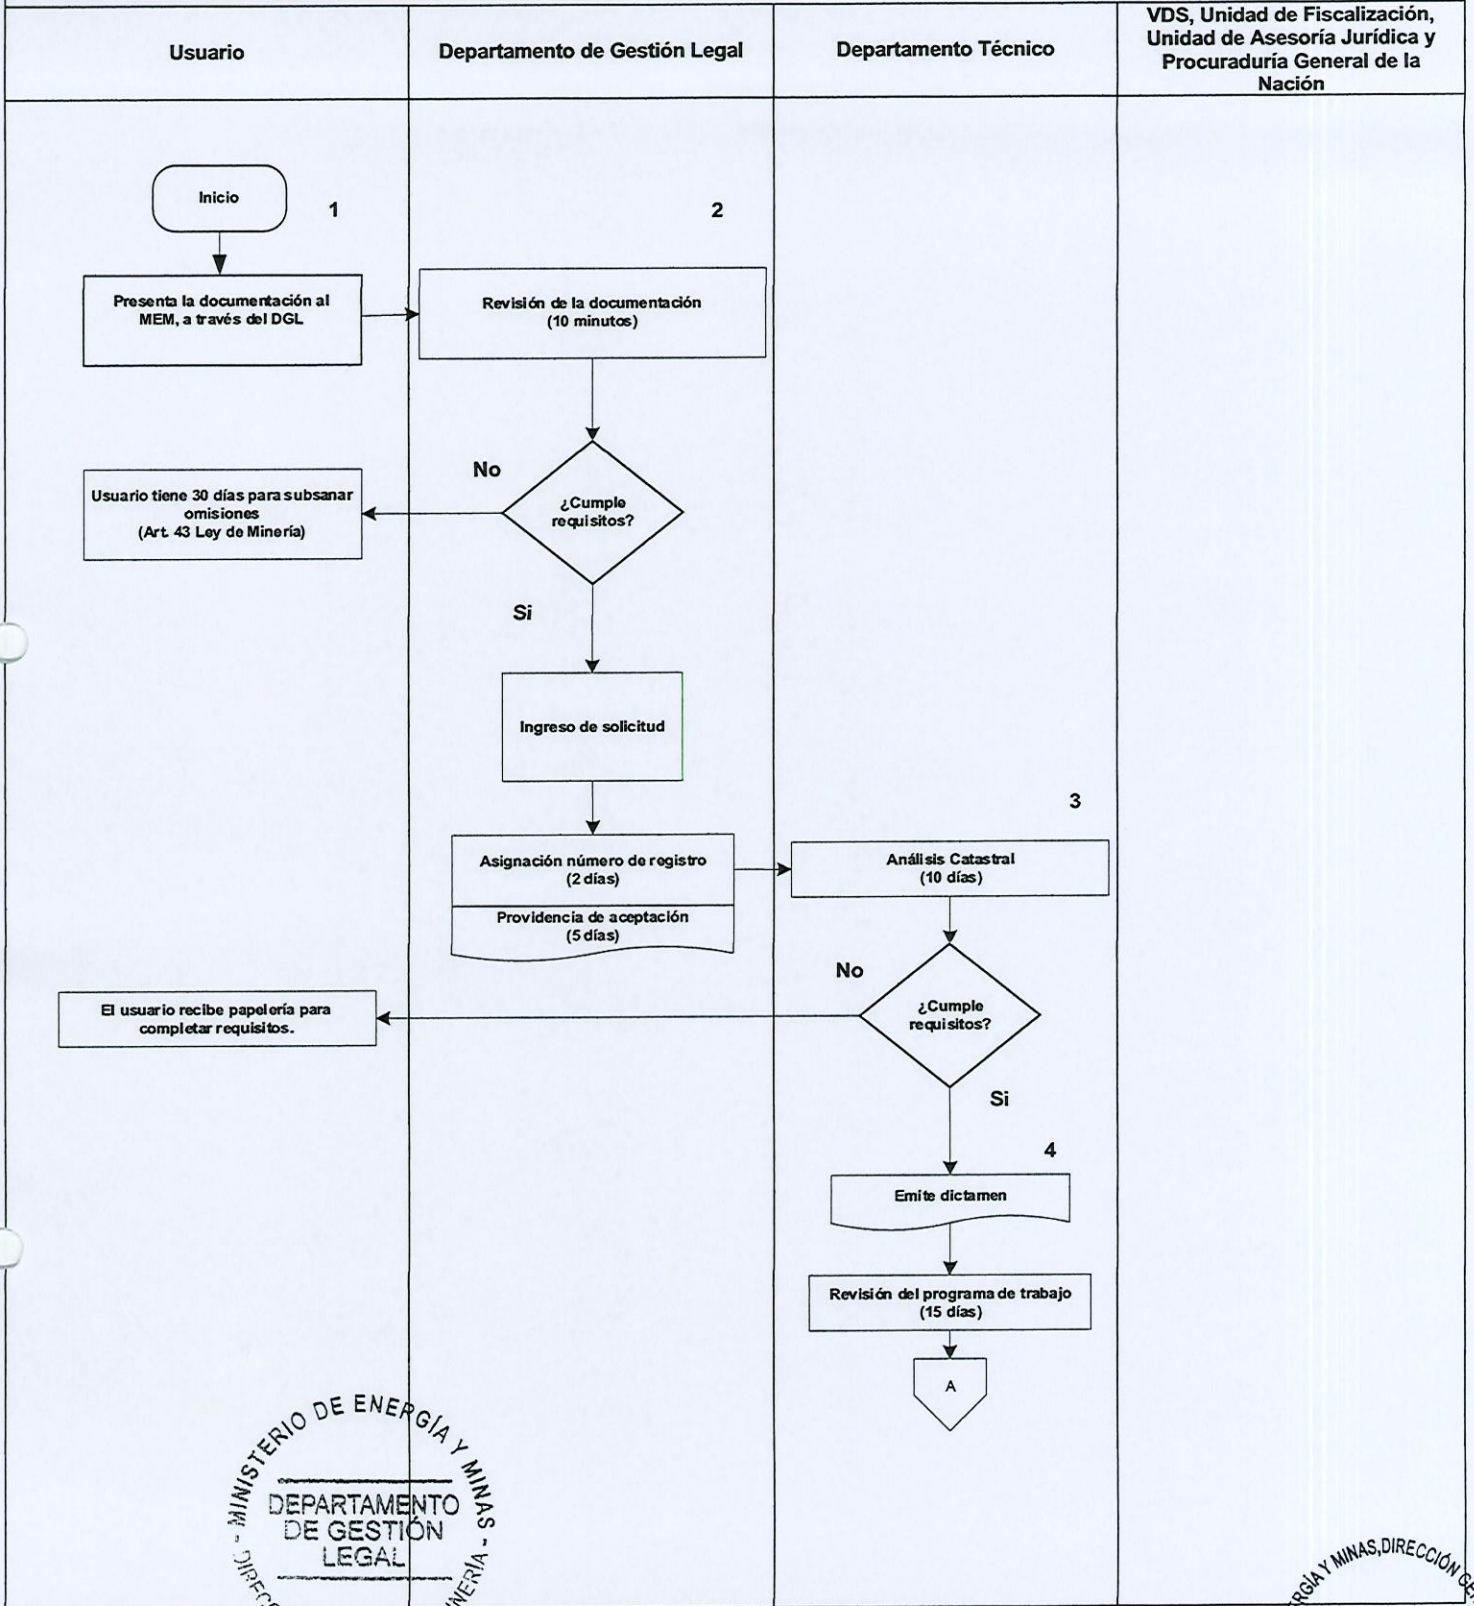 Usuario
Departamento de Gestión Legal
Departamento Técnico
VDS, Unidad de Fiscalización,
Unidad de Asesoría Jurídica y
Procuraduría General de la
Nación
Inicio
1
2
Presenta la documentación al
MEM, a través del DGL
Revisión de la documentación
(10 minutos)
No
¿Cumple
requisitos?
Usuario tiene 30 días para subsanar
omisiones
(Art. 43 Ley de Minería)
Si
Ingreso de solicitud
3
Asignación número de registro
(2 días)
Providencia de aceptación
(5 días)
Análisis Catastral
(10 días)
No
¿Cumple
requisitos?
El usuario recibe papelería para
completar requisitos.
Si
4
Emite dictamen
Revisión del programa de trabajo
(15 días)
A
- MINISTERIO DE ENERGÍA Y MINAS -
DEPARTAMENTO
DE GESTIÓN
LEGAL
Y MINAS,DIRECCIÓN